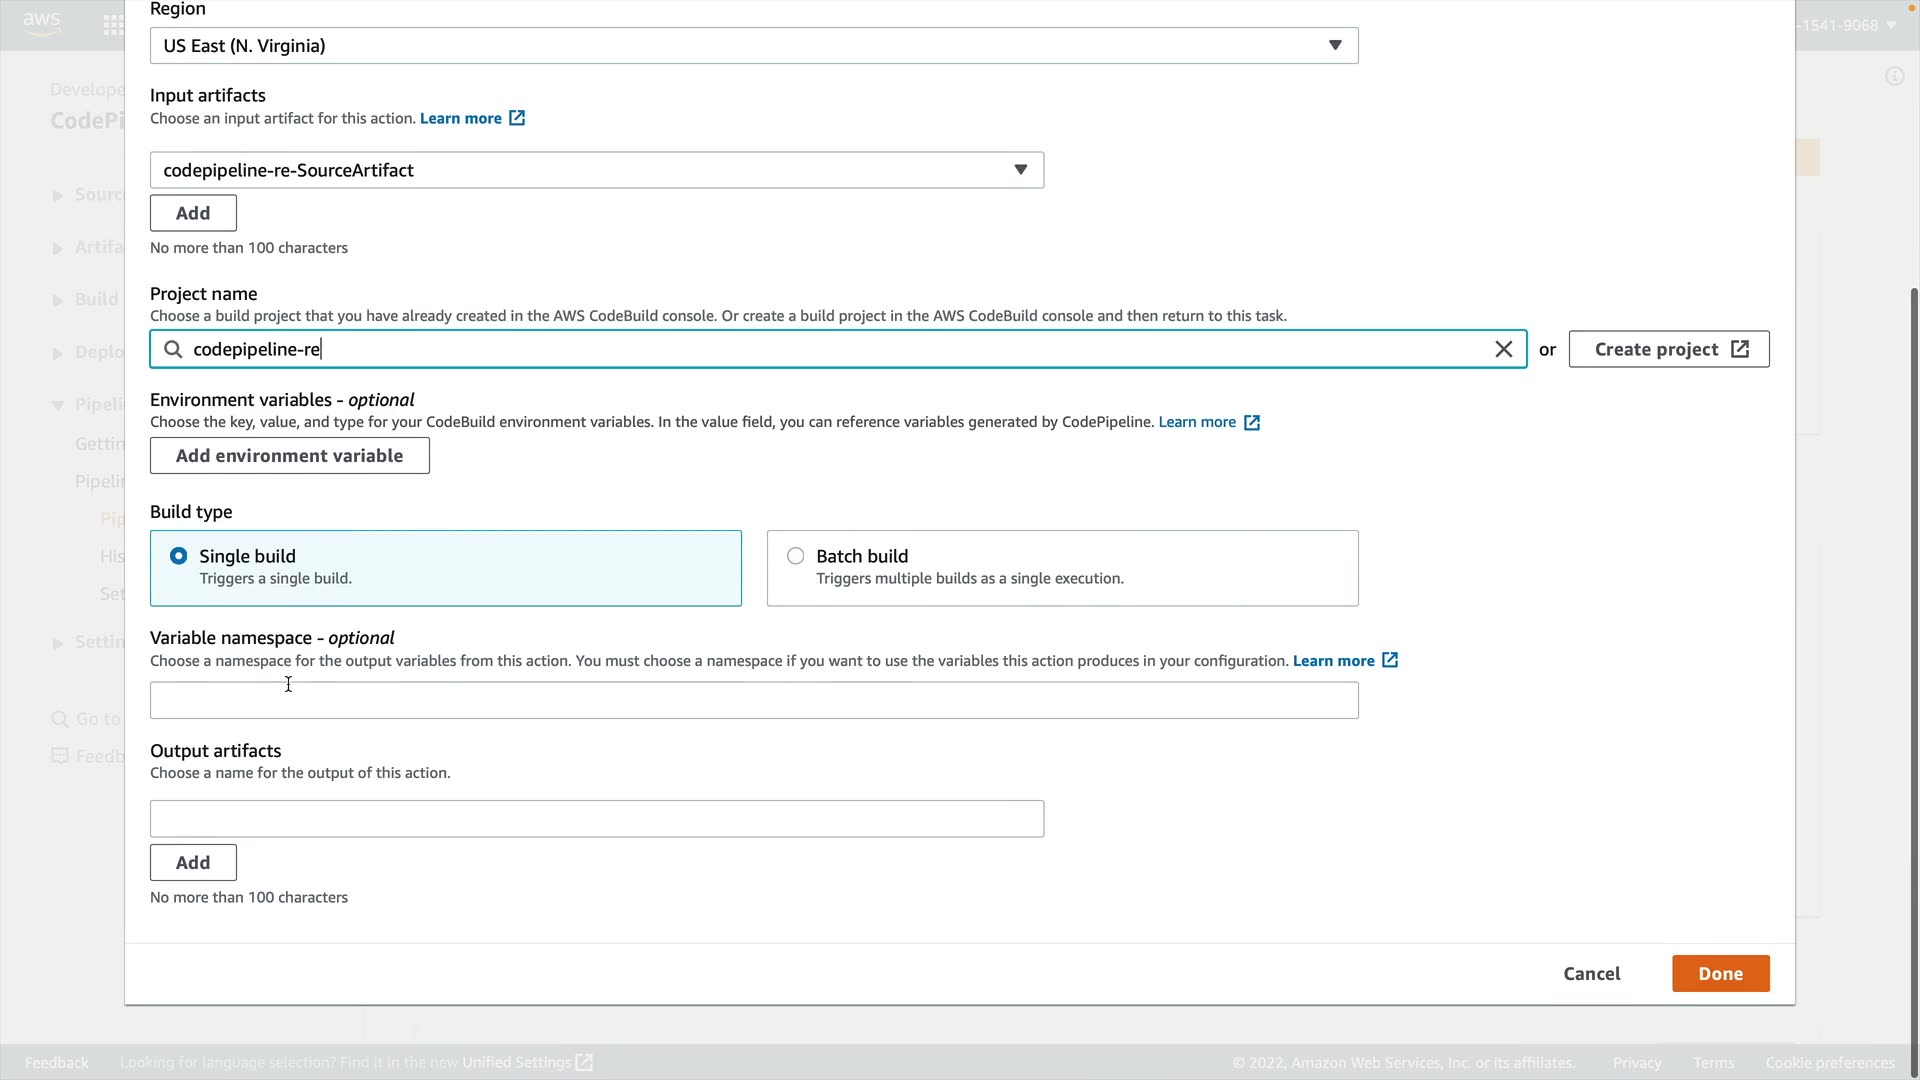 aws
-1541-9068
Region
US East (N. Virginia)
Develope
CodePi
Input artifacts
Choose an input artifact for this action. Learn more
codepipeline-re-SourceArtifact
Add
No more than 100 characters
Sourc
Artifa
Build
Deplo
Pipeli
Gettin
Pipelin
Pip
His
Set
Settin
Go to
Feedb
Project name
Choose a build project that you have already created in the AWS CodeBuild console. Or create a build project in the AWS CodeBuild console and then return to this task.
codepipeline-re
or
Create project
Environment variables - optional
Choose the key, value, and type for your CodeBuild environment variables. In the value field, you can reference variables generated by CodePipeline. Learn more
Add environment variable
Build type
Single build
Triggers a single build.
Batch build
Triggers multiple builds as a single execution.
Variable namespace - optional
Choose a namespace for the output variables from this action. You must choose a namespace if you want to use the variables this action produces in your configuration. Learn more
Output artifacts
Choose a name for the output of this action.
Add
No more than 100 characters
Cancel
Done
Feedback
Looking for language selection? Find it in the new Unified Settings
© 2022, Amazon Web Services, Inc. or its affiliates.
Privacy
Terms
Cookie preferences